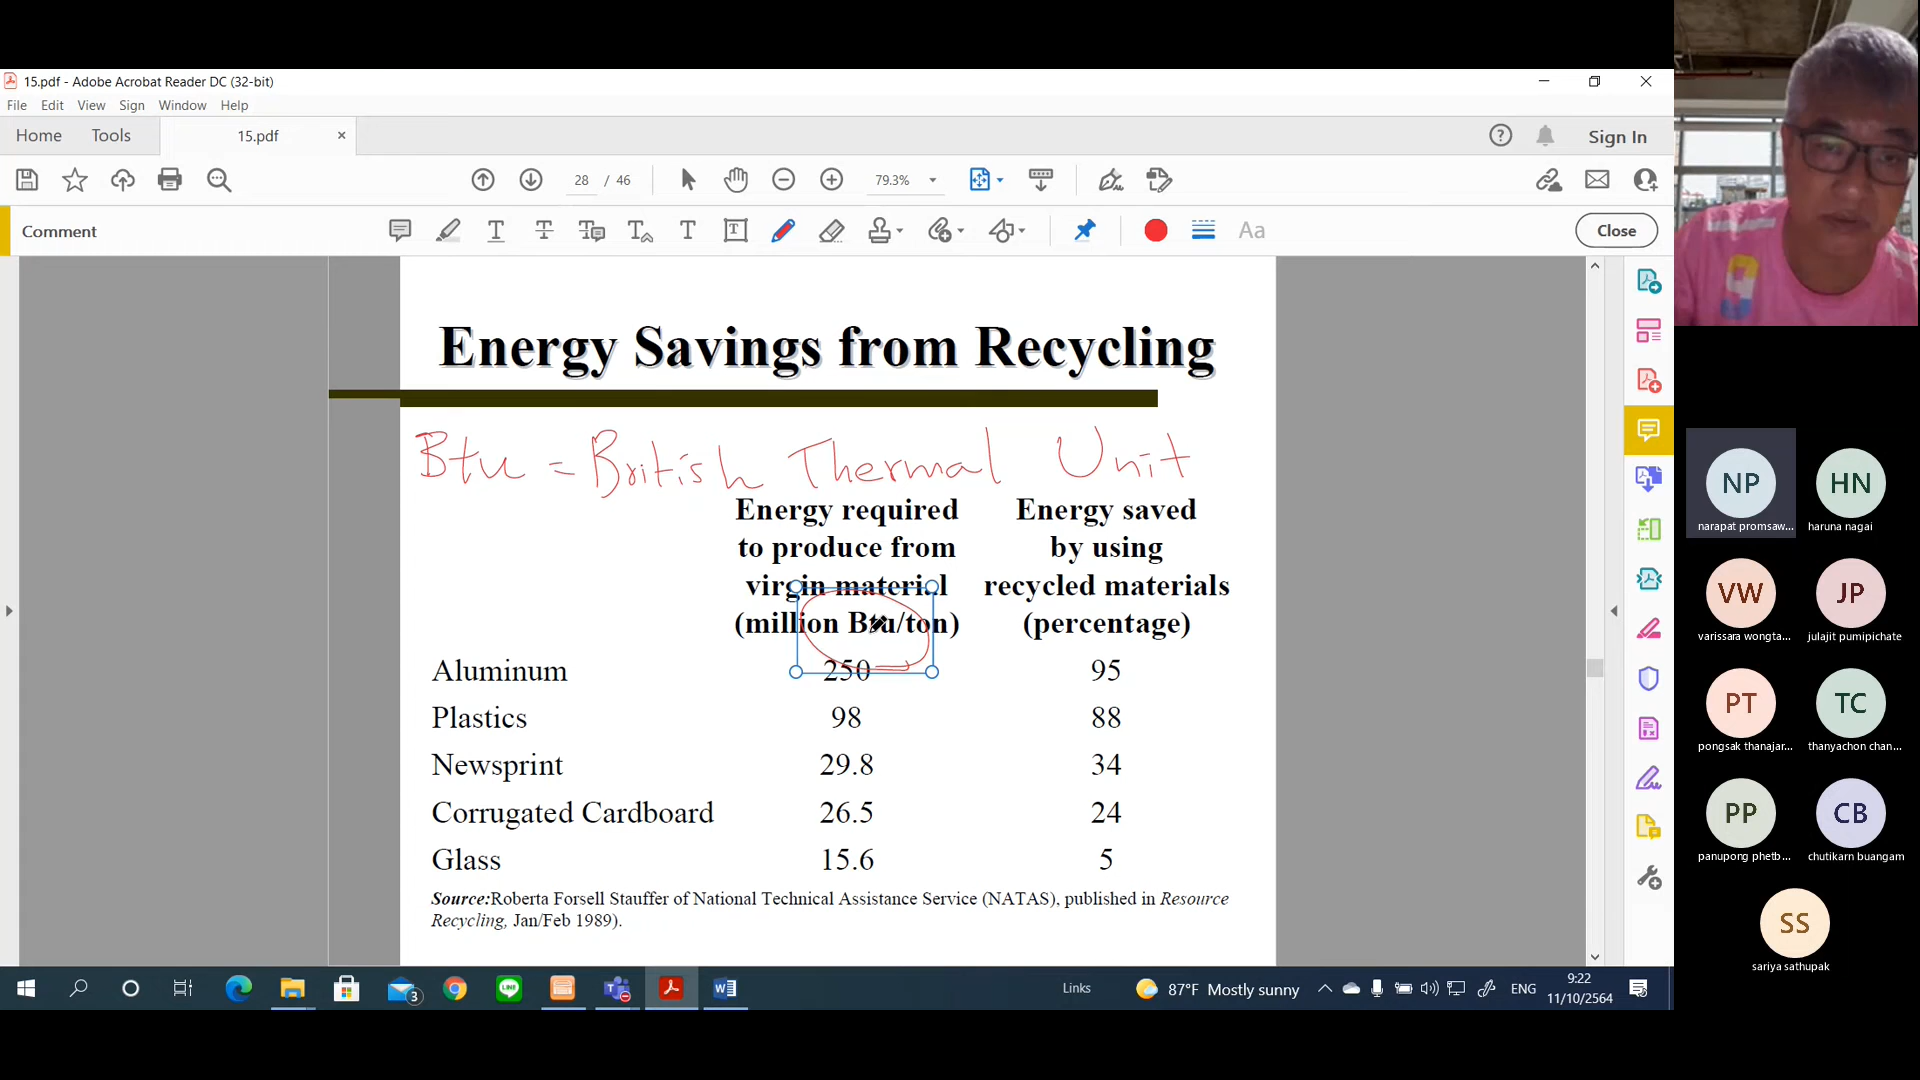 15.pdf - Adobe Acrobat Reader DC (32-bit)
File Edit View Sign Window Help
Home Tools 15.pdf Sign In
28 / 46 79.3%
Comment Close
Energy Savings from Recycling
Btu = British Thermal Unit
Energy required to produce from virgin material (million Btu/ton)
Energy saved by using recycled materials (percentage)
Aluminum 250 95
Plastics 98 88
Newsprint 29.8 34
Corrugated Cardboard 26.5 24
Glass 15.6 5
Source:Roberta Forsell Stauffer of National Technical Assistance Service (NATAS), published in Resource
Recycling, Jan/Feb 1989).
NP HN
narapat promsaw... haruna nagai
VW JP
varissara wongta... julajit pumipichate
PT TC
pongsak thanajar... thanyachon chan...
PP CB
panupong phetb... chutikarn buangam
SS
sariya sathupak
3 Links 87°F Mostly sunny ENG
9:22
11/10/2564